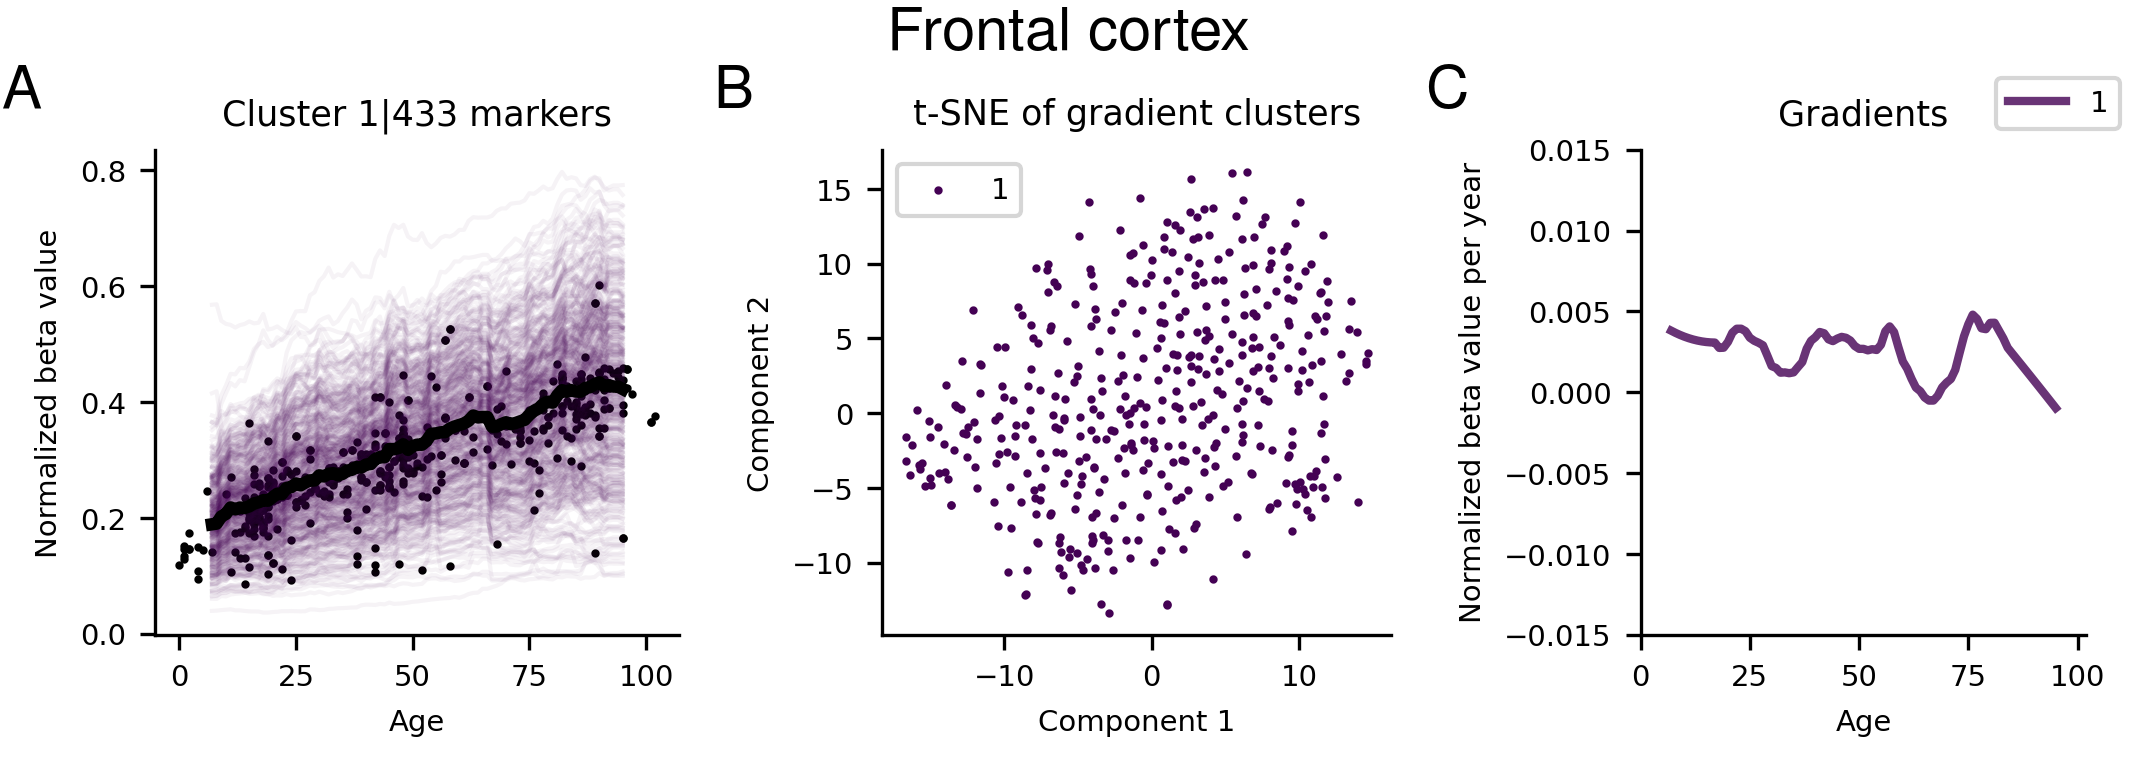 Frontal cortex
A
Cluster 1|433 markers
Normalized beta value
0.8
0.6
0.4
0.2
0.0
0 25 50 75 100
Age
B
t-SNE of gradient clusters
1
Component 2
15
10
5
0
−5
−10
−10 0 10
Component 1
C
Gradients
1
Normalized beta value per year
0.015
0.010
0.005
0.000
−0.005
−0.010
−0.015
0 25 50 75 100
Age